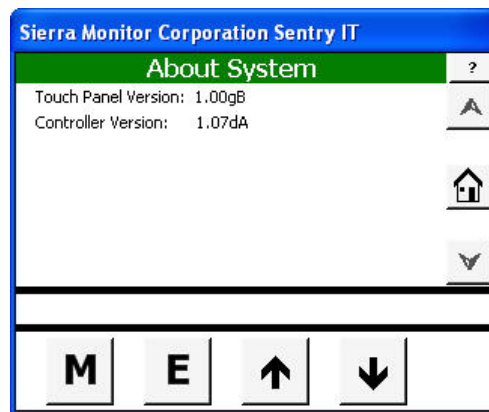 Sierra Monitor Corporation Sentry IT
About System
?
Touch Panel Version: 1.00gB
Controller Version: 1.07dA
M E